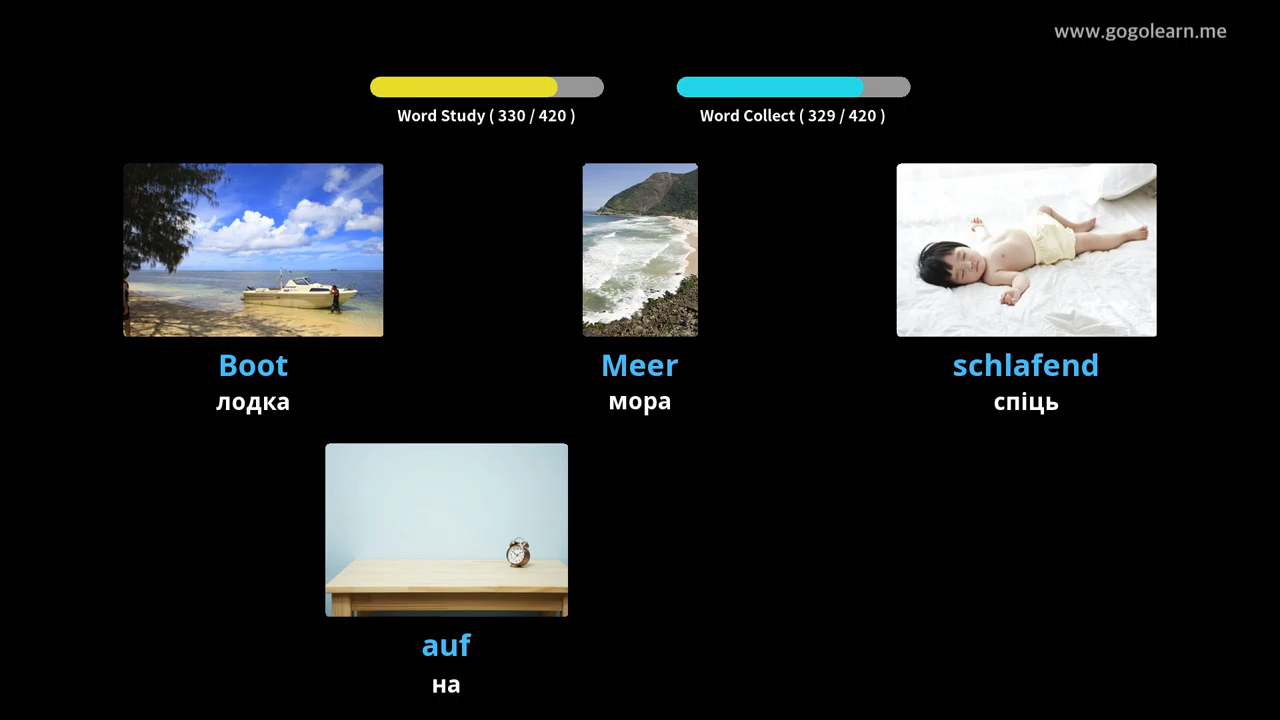 www.gogolearn.me
Word Study ( 330 / 420 )
Word Collect ( 329 / 420 )
Boot
лодка
Meer
мора
schlafend
спіць
auf
на